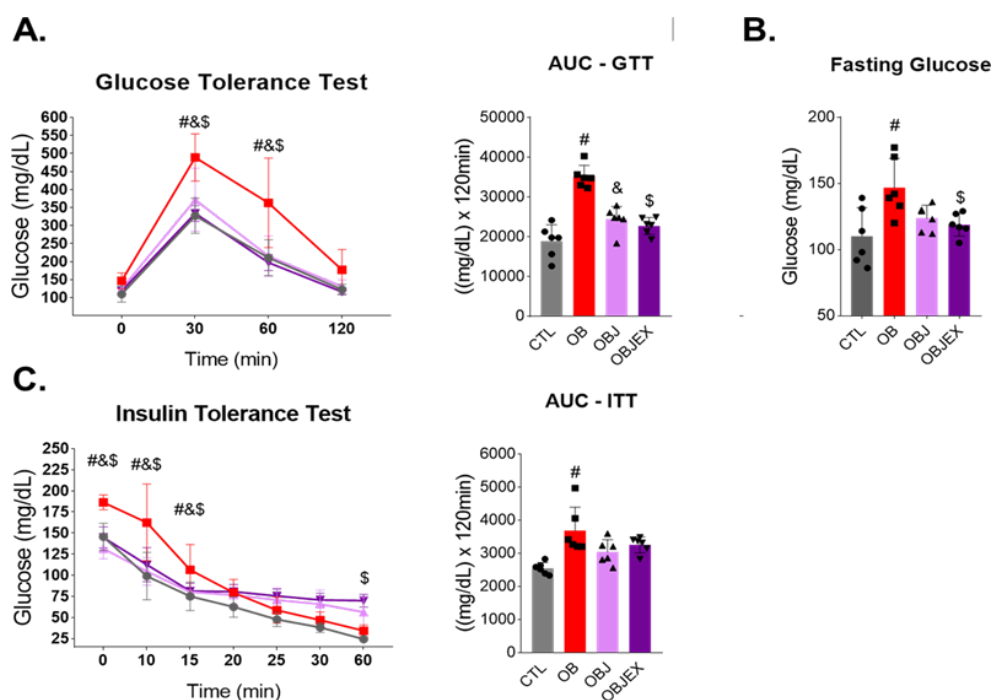 A.
Glucose Tolerance Test
Glucose (mg/dL)
600
550
500
450
400
350
300
250
200
150
100
#&$
#&$
0 30 60 120
Time (min)
AUC - GTT
((mg/dL) x 120min)
50000
40000
30000
20000
10000
0
#
&
$
CTL OB OBJ OBJEX
B.
Fasting Glucose
Glucose (mg/dL)
200
150
100
50
#
$
CTL OB OBJ OBJEX
C.
Insulin Tolerance Test
Glucose (mg/dL)
250
225
200
175
150
125
100
75
50
25
#&$
#&$
#&$
$
0 10 15 20 25 30 60
Time (min)
AUC - ITT
((mg/dL) x 120min)
6000
5000
4000
3000
2000
1000
0
#
CTL OB OBJ OBJEX